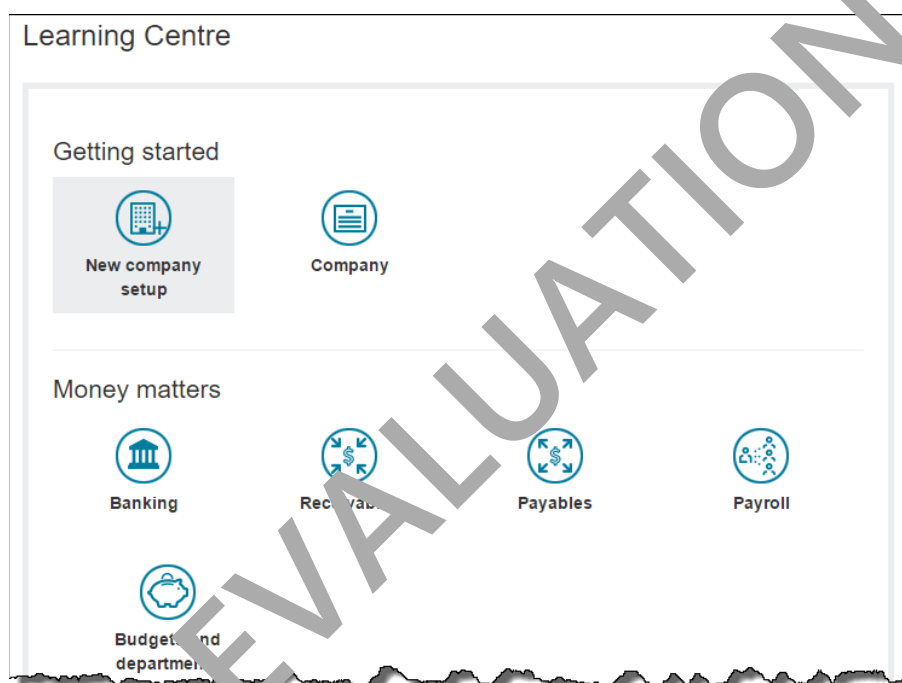 Learning Centre
Getting started
New company
setup
Company
Money matters
Banking
Payables
Payroll
EVALUATION